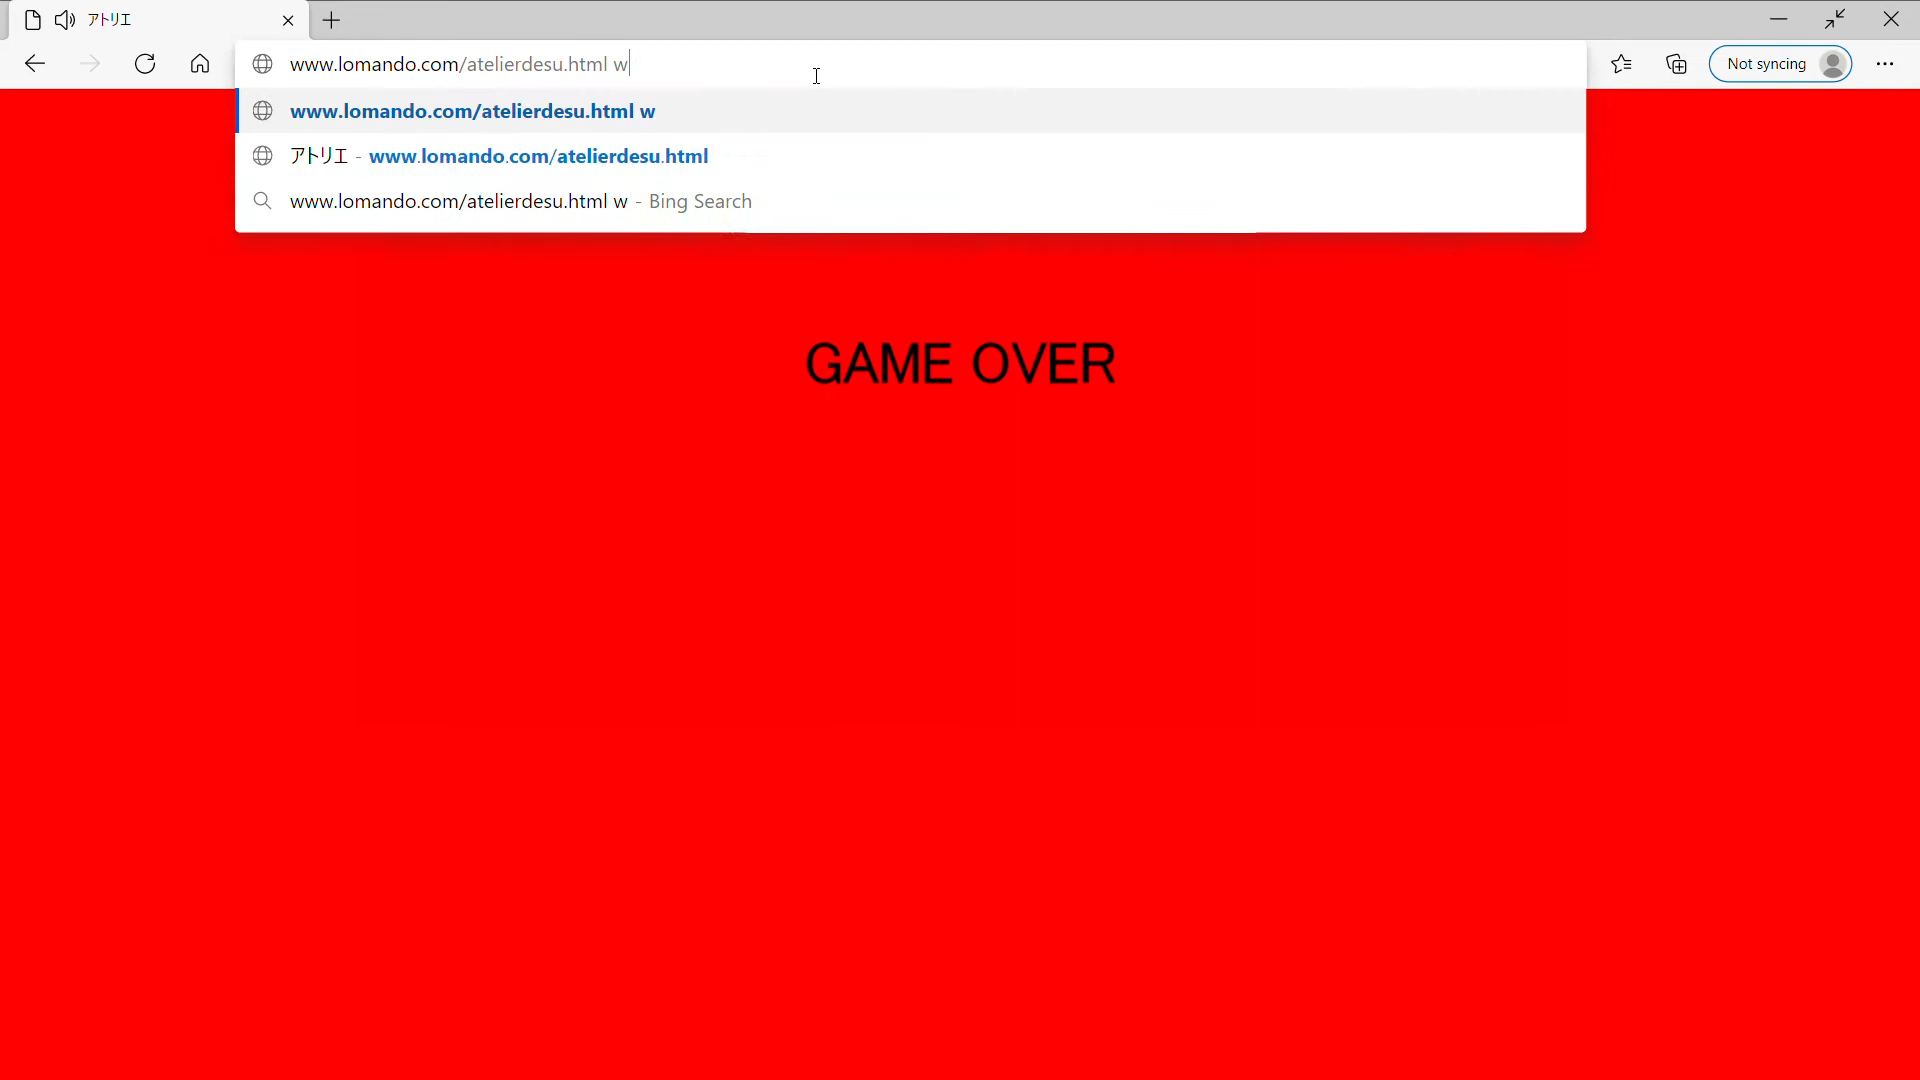 アトリエ
www.lomando.com/atelierdesu.html w
Not syncing
www.lomando.com/atelierdesu.html w
アトリエ - www.lomando.com/atelierdesu.html
www.lomando.com/atelierdesu.html w - Bing Search
GAME OVER